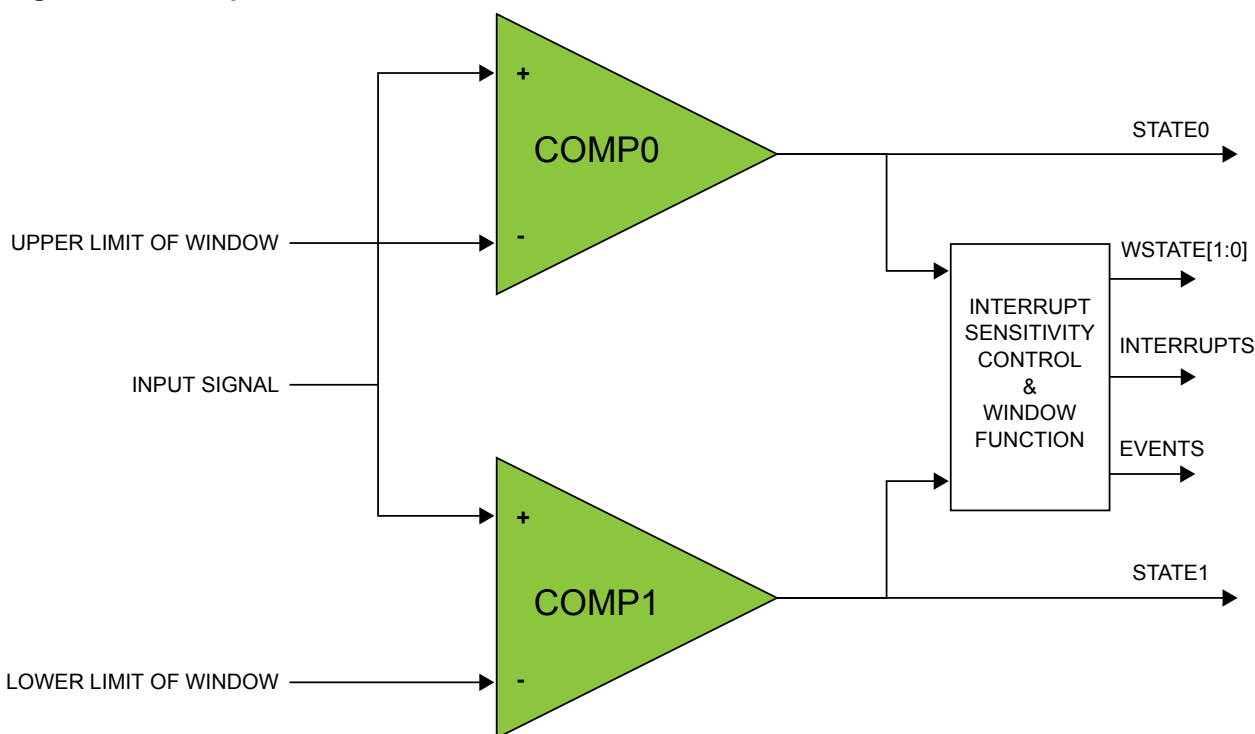 +
COMP0
-
STATE0
UPPER LIMIT OF WINDOW
WSTATE[1:0]
INTERRUPT
SENSITIVITY
CONTROL
&
WINDOW
FUNCTION
INTERRUPTS
EVENTS
INPUT SIGNAL
+
COMP1
-
STATE1
LOWER LIMIT OF WINDOW